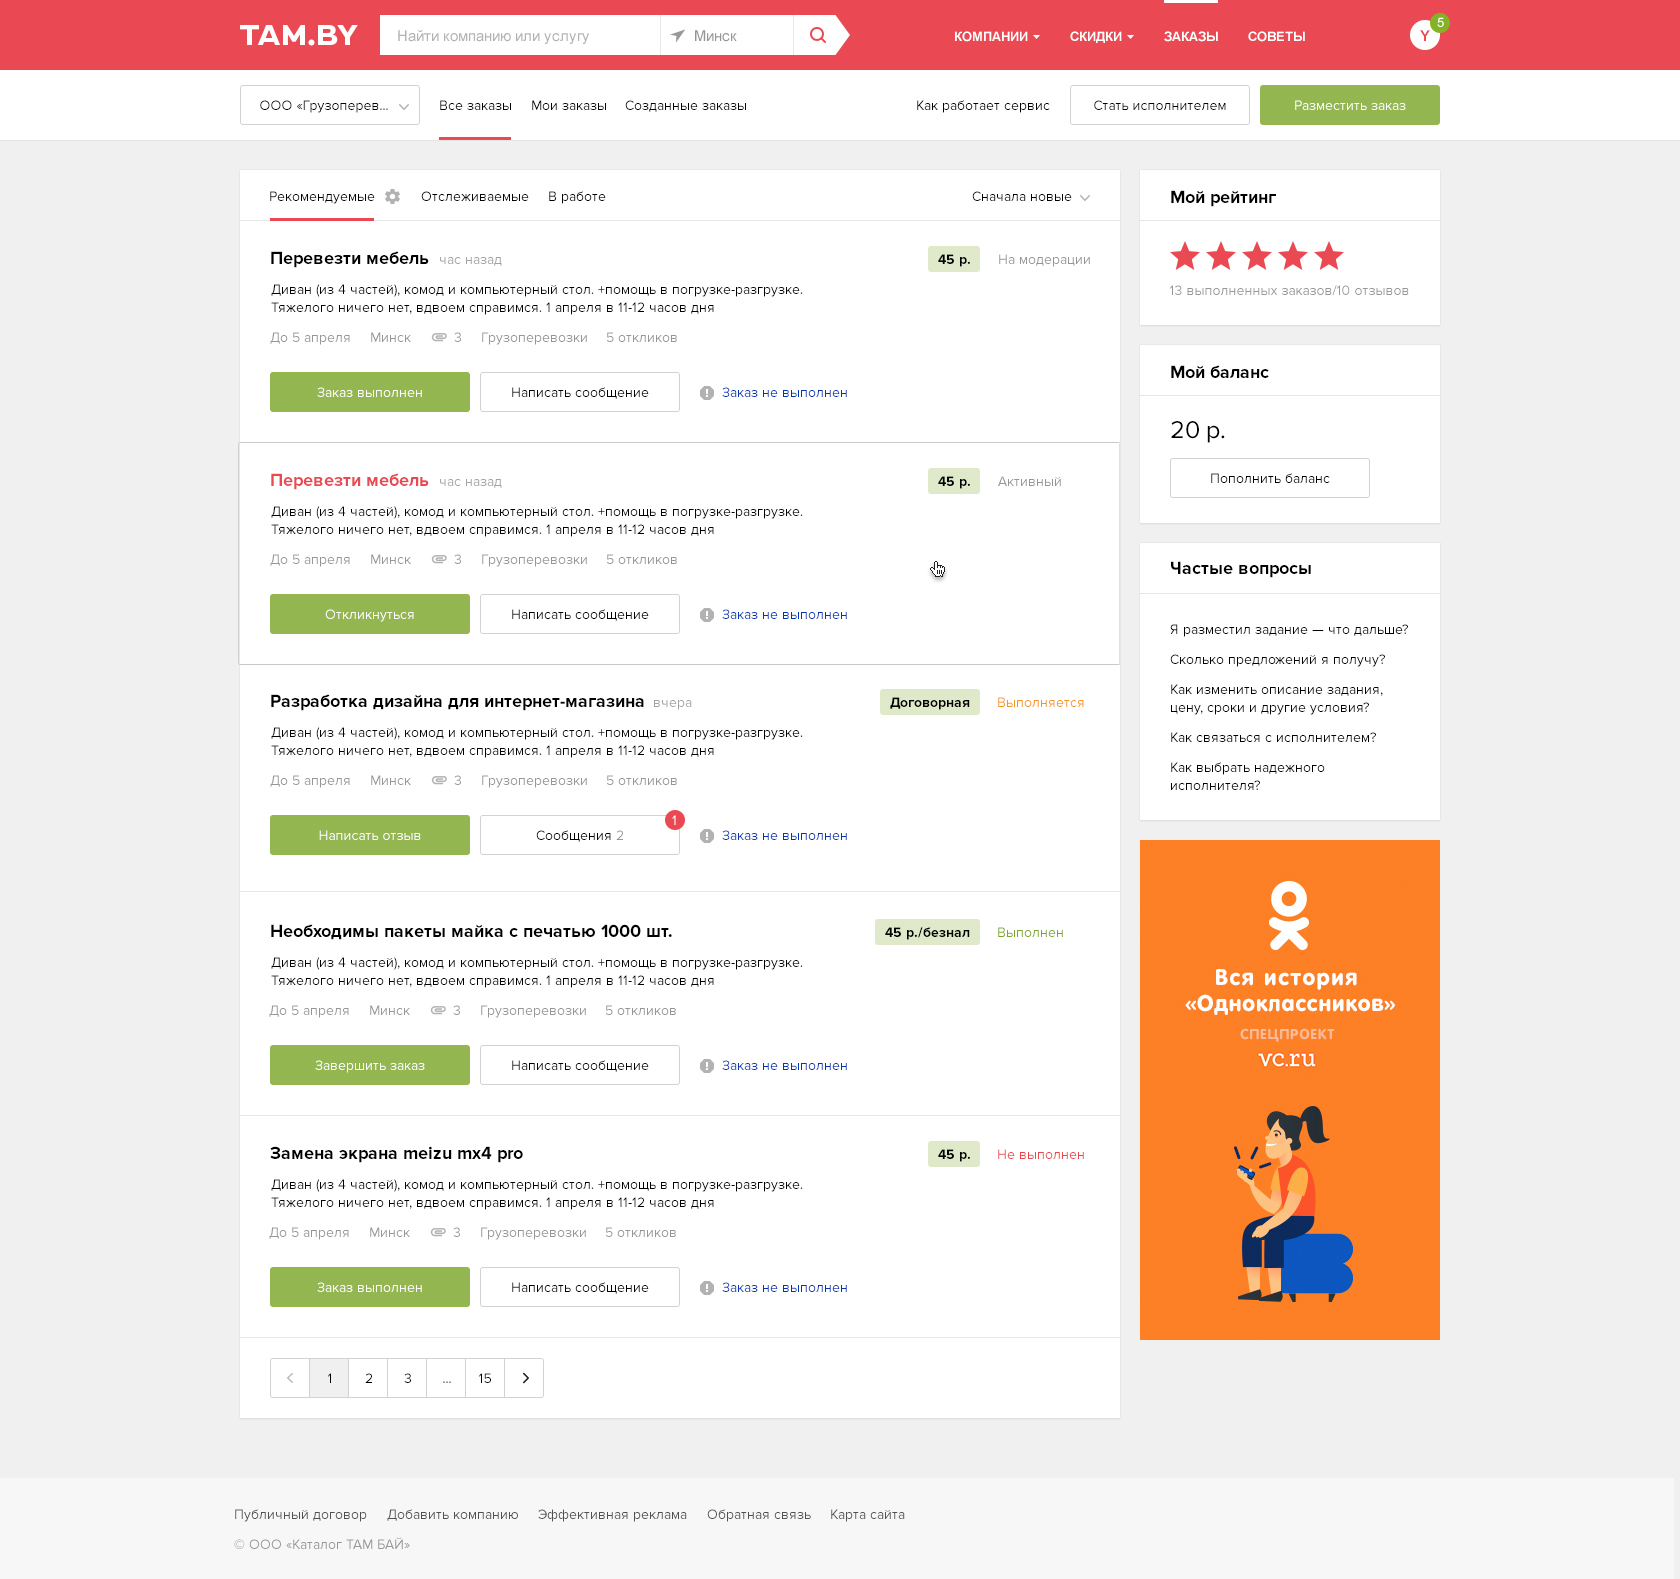 TAM.BY
Найти компанию или услугу
Минск
КОМПАНИИ
СКИДКИ
ЗАКАЗЫ
СОВЕТЫ
Y
5
ООО «Грузоперев...
Все заказы
Мои заказы
Созданные заказы
Как работает сервис
Стать исполнителем
Разместить заказ
Рекомендуемые
Отслеживаемые
В работе
Сначала новые
Перевезти мебель час назад
45 р.
На модерации
Диван (из 4 частей), комод и компьютерный стол. +помощь в погрузке-разгрузке.
Тяжелого ничего нет, вдвоем справимся. 1 апреля в 11-12 часов дня
До 5 апреля Минск 3 Грузоперевозки 5 откликов
Заказ выполнен
Написать сообщение
Заказ не выполнен
Перевезти мебель час назад
45 р.
Активный
Диван (из 4 частей), комод и компьютерный стол. +помощь в погрузке-разгрузке.
Тяжелого ничего нет, вдвоем справимся. 1 апреля в 11-12 часов дня
До 5 апреля Минск 3 Грузоперевозки 5 откликов
Откликнуться
Написать сообщение
Заказ не выполнен
Разработка дизайна для интернет-магазина вчера
Договорная
Выполняется
Диван (из 4 частей), комод и компьютерный стол. +помощь в погрузке-разгрузке.
Тяжелого ничего нет, вдвоем справимся. 1 апреля в 11-12 часов дня
До 5 апреля Минск 3 Грузоперевозки 5 откликов
Написать отзыв
Сообщения 2
1
Заказ не выполнен
Необходимы пакеты майка с печатью 1000 шт.
45 р./безнал
Выполнен
Диван (из 4 частей), комод и компьютерный стол. +помощь в погрузке-разгрузке.
Тяжелого ничего нет, вдвоем справимся. 1 апреля в 11-12 часов дня
До 5 апреля Минск 3 Грузоперевозки 5 откликов
Завершить заказ
Написать сообщение
Заказ не выполнен
Замена экрана meizu mx4 pro
45 р.
Не выполнен
Диван (из 4 частей), комод и компьютерный стол. +помощь в погрузке-разгрузке.
Тяжелого ничего нет, вдвоем справимся. 1 апреля в 11-12 часов дня
До 5 апреля Минск 3 Грузоперевозки 5 откликов
Заказ выполнен
Написать сообщение
Заказ не выполнен
< 1 2 3 ... 15 >
Мой рейтинг
13 выполненных заказов/10 отзывов
Мой баланс
20 р.
Пополнить баланс
Частые вопросы
Я разместил задание — что дальше?
Сколько предложений я получу?
Как изменить описание задания,
цену, сроки и другие условия?
Как связаться с исполнителем?
Как выбрать надежного
исполнителя?
Вся история
«Одноклассников»
СПЕЦПРОЕКТ
vc.ru
Публичный договор
Добавить компанию
Эффективная реклама
Обратная связь
Карта сайта
© ООО «Каталог ТАМ БАЙ»